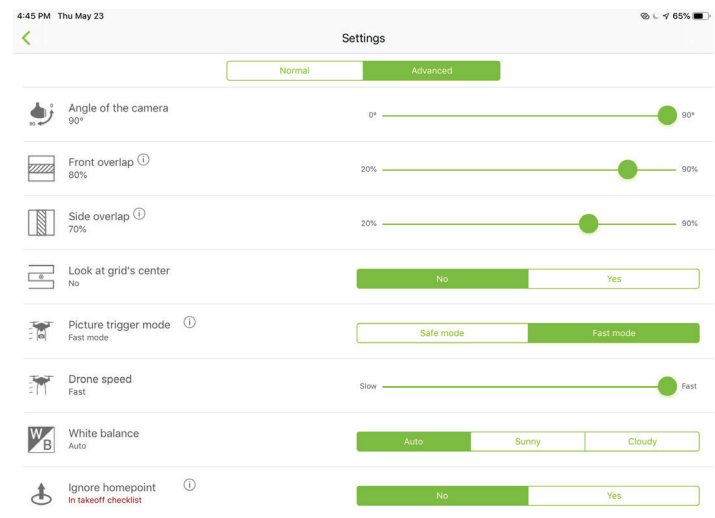 4:45 PM Thu May 23
65%
Settings
Normal
Advanced
Angle of the camera
90°
0°
90°
0
90
Front overlap
80%
20%
90%
Side overlap
70%
20%
90%
Look at grid's center
No
No
Yes
Picture trigger mode
Fast mode
Safe mode
Fast mode
Drone speed
Fast
Slow
Fast
White balance
Auto
Auto
Sunny
Cloudy
W
B
Ignore homepoint
In takeoff checklist
No
Yes